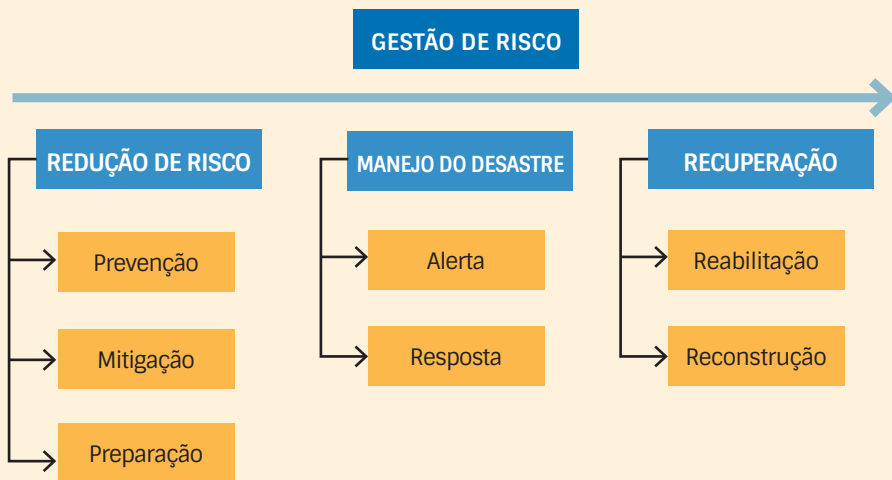 GESTÃO DE RISCO
REDUÇÃO DE RISCO
Prevenção
Mitigação
Preparação
MANEJO DO DESASTRE
Alerta
Resposta
RECUPERAÇÃO
Reabilitação
Reconstrução